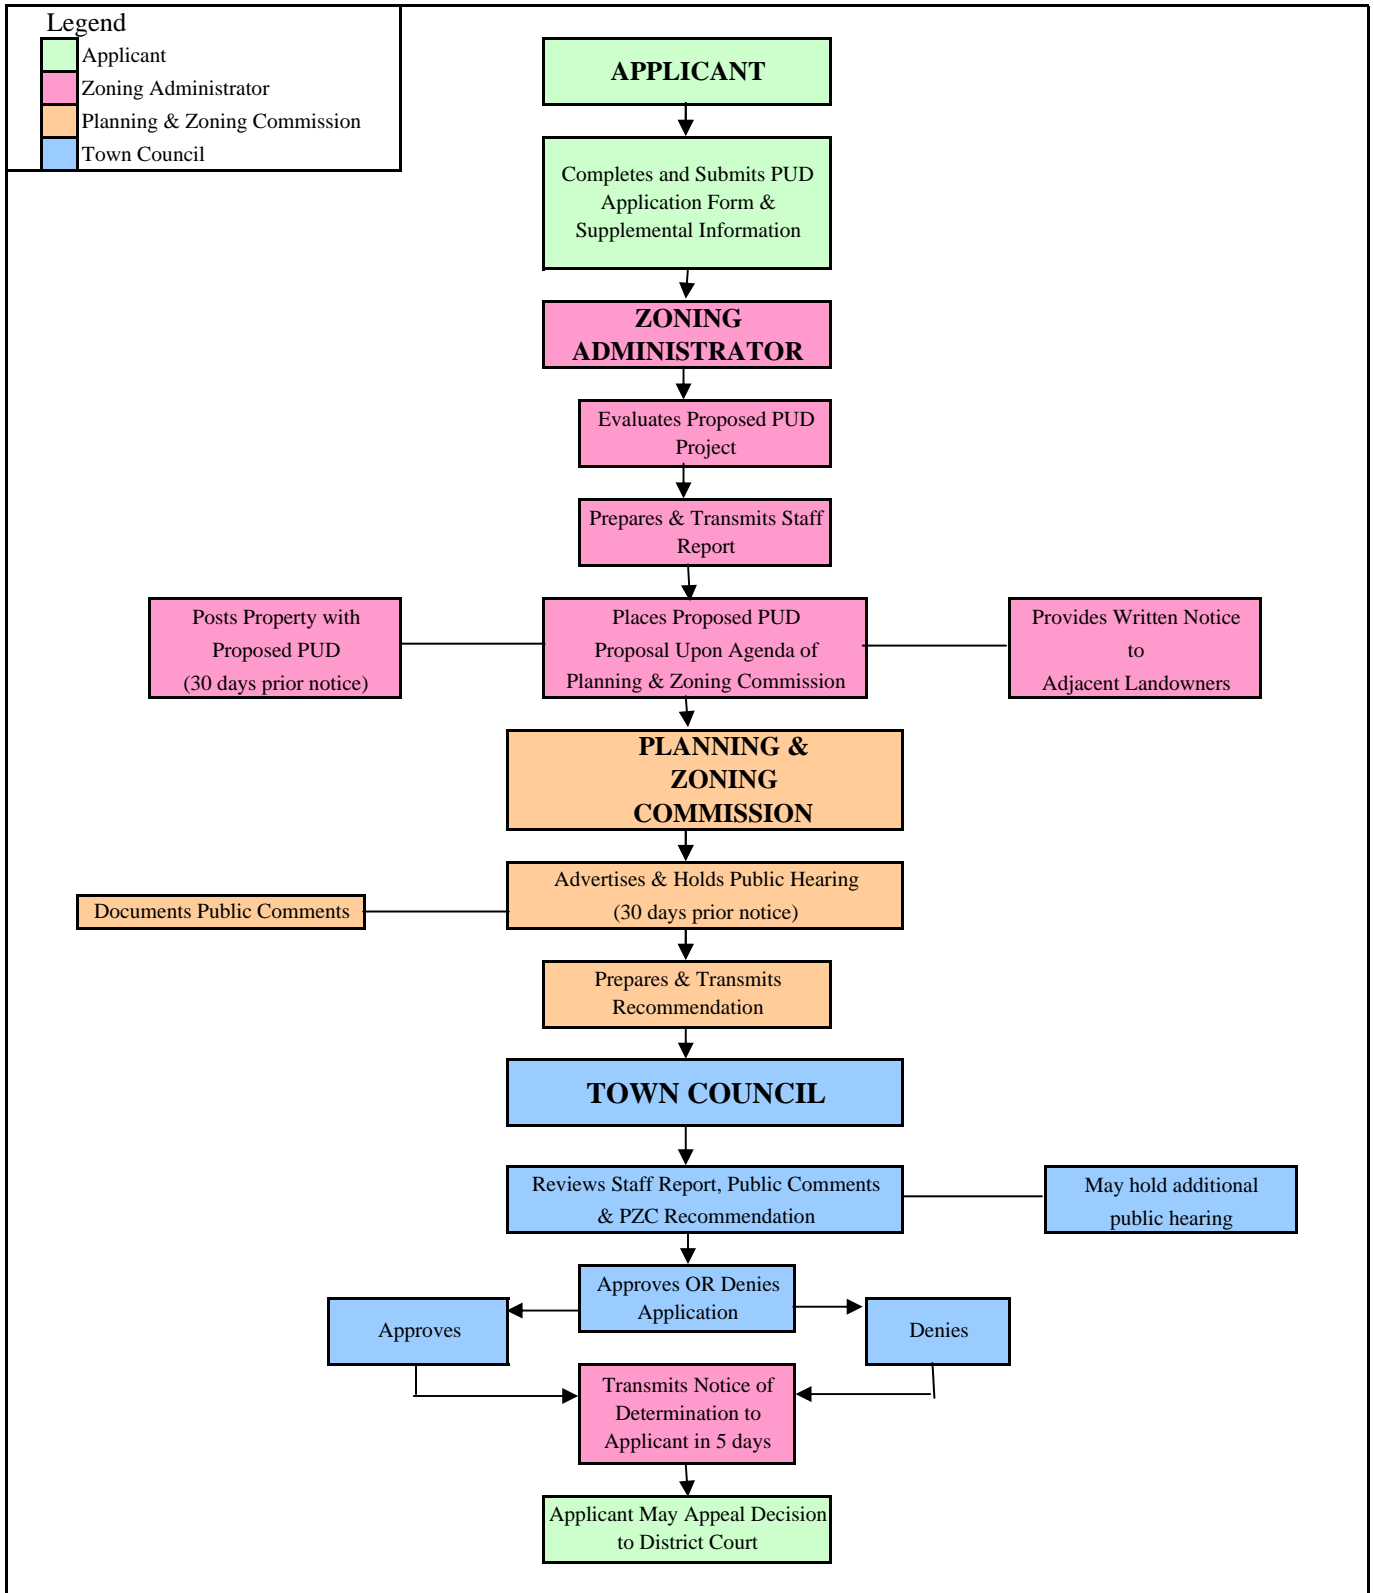 Legend
Applicant
Zoning Administrator
Planning & Zoning Commission
Town Council
APPLICANT
Completes and Submits PUD
Application Form &
Supplemental Information
ZONING
ADMINISTRATOR
Evaluates Proposed PUD
Project
Prepares & Transmits Staff
Report
Posts Property with
Proposed PUD
(30 days prior notice)
Places Proposed PUD
Proposal Upon Agenda of
Planning & Zoning Commission
Provides Written Notice
to
Adjacent Landowners
PLANNING &
ZONING
COMMISSION
Advertises & Holds Public Hearing
(30 days prior notice)
Documents Public Comments
Prepares & Transmits
Recommendation
TOWN COUNCIL
Reviews Staff Report, Public Comments
& PZC Recommendation
May hold additional
public hearing
Approves OR Denies
Application
Approves
Denies
Transmits Notice of
Determination to
Applicant in 5 days
Applicant May Appeal Decision
to District Court